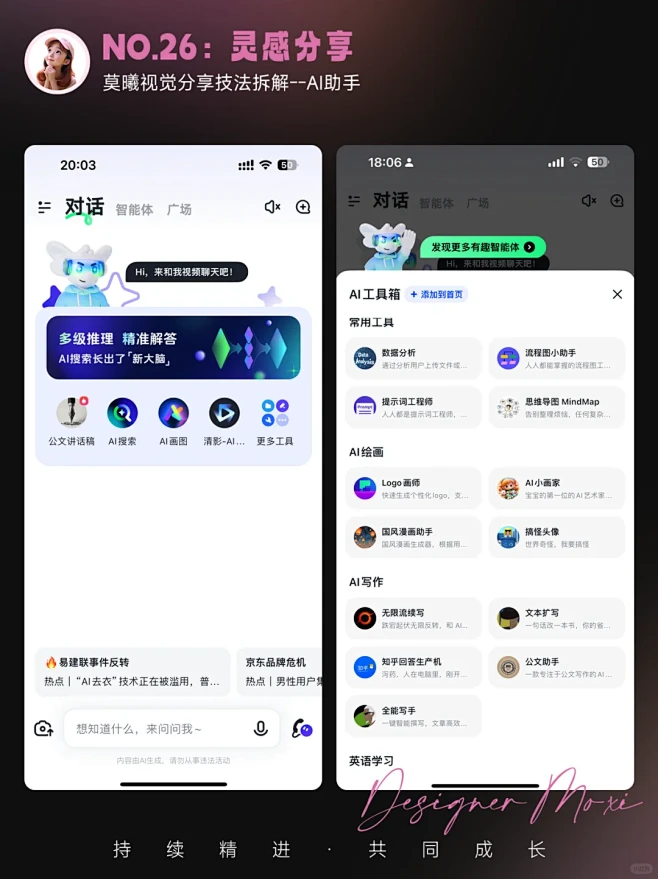 NO.26：灵感分享
莫曦视觉分享技法拆解--AI助手
20:03
50
对话 智能体 广场
Hi，来和我视频聊天吧！
多级推理 精准解答
AI搜索长出了「新大脑」
公文讲话稿 AI搜索 AI画图 清影-AI... 更多工具
🔥易建联事件反转
热点 | “AI去衣”技术正在被滥用，普...
京东品牌危机
热点 | 男性用户集
想知道什么，来问问我~
内容由AI生成，请勿从事违法活动
18:06
50
对话 智能体 广场
发现更多有趣智能体
Hi，来和我视频聊天吧！
AI工具箱 + 添加到首页
常用工具
Data Analysis
数据分析
通过分析用户上传文件或...
流程图小助手
人人都能掌握的流程图工...
Prompt
提示词工程师
人人都是提示词工程师，...
思维导图 MindMap
告别整理烦恼，任何复杂...
AI绘画
Logo画师
快速生成个性化logo，支...
AI小画家
宝宝的第一位的AI艺术家...
国风漫画助手
国风漫画生成器，根据用...
搞怪头像
世界奇怪，我要搞怪
AI写作
无限流续写
跌宕起伏无限反转，和 AI...
文本扩写
一句话改一本书，你的省...
知乎
知乎回答生产机
泻药，人在电脑里，刚开...
公文助手
一款专注于公文写作的AI...
全能写手
一键智能撰写，文章高效...
英语学习
Designer Moxi
持续精进·共同成长